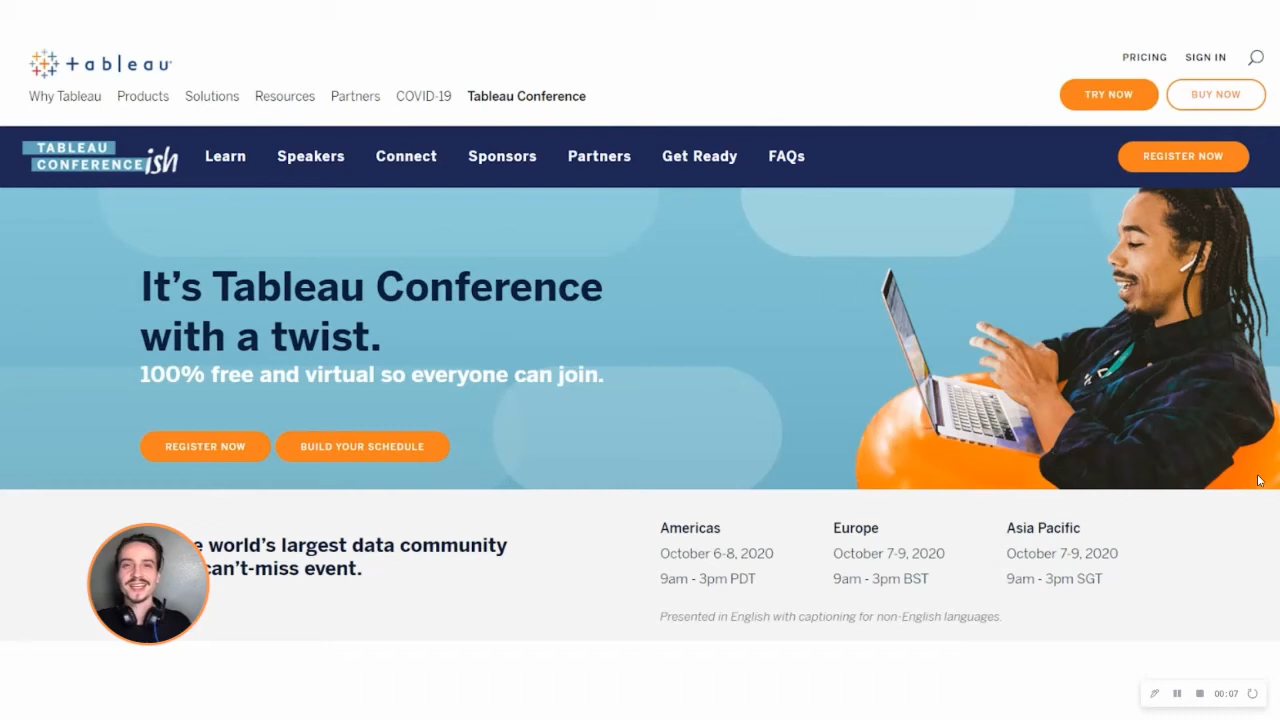 +ableau
PRICING SIGN IN
Why Tableau Products Solutions Resources Partners COVID-19 Tableau Conference
TRY NOW BUY NOW
TABLEAU
CONFERENCEish
Learn Speakers Connect Sponsors Partners Get Ready FAQs
REGISTER NOW
It's Tableau Conference
with a twist.
100% free and virtual so everyone can join.
REGISTER NOW BUILD YOUR SCHEDULE
world's largest data community
can't-miss event.
Americas
October 6-8, 2020
9am - 3pm PDT
Europe
October 7-9, 2020
9am - 3pm BST
Asia Pacific
October 7-9, 2020
9am - 3pm SGT
Presented in English with captioning for non-English languages.
00:07